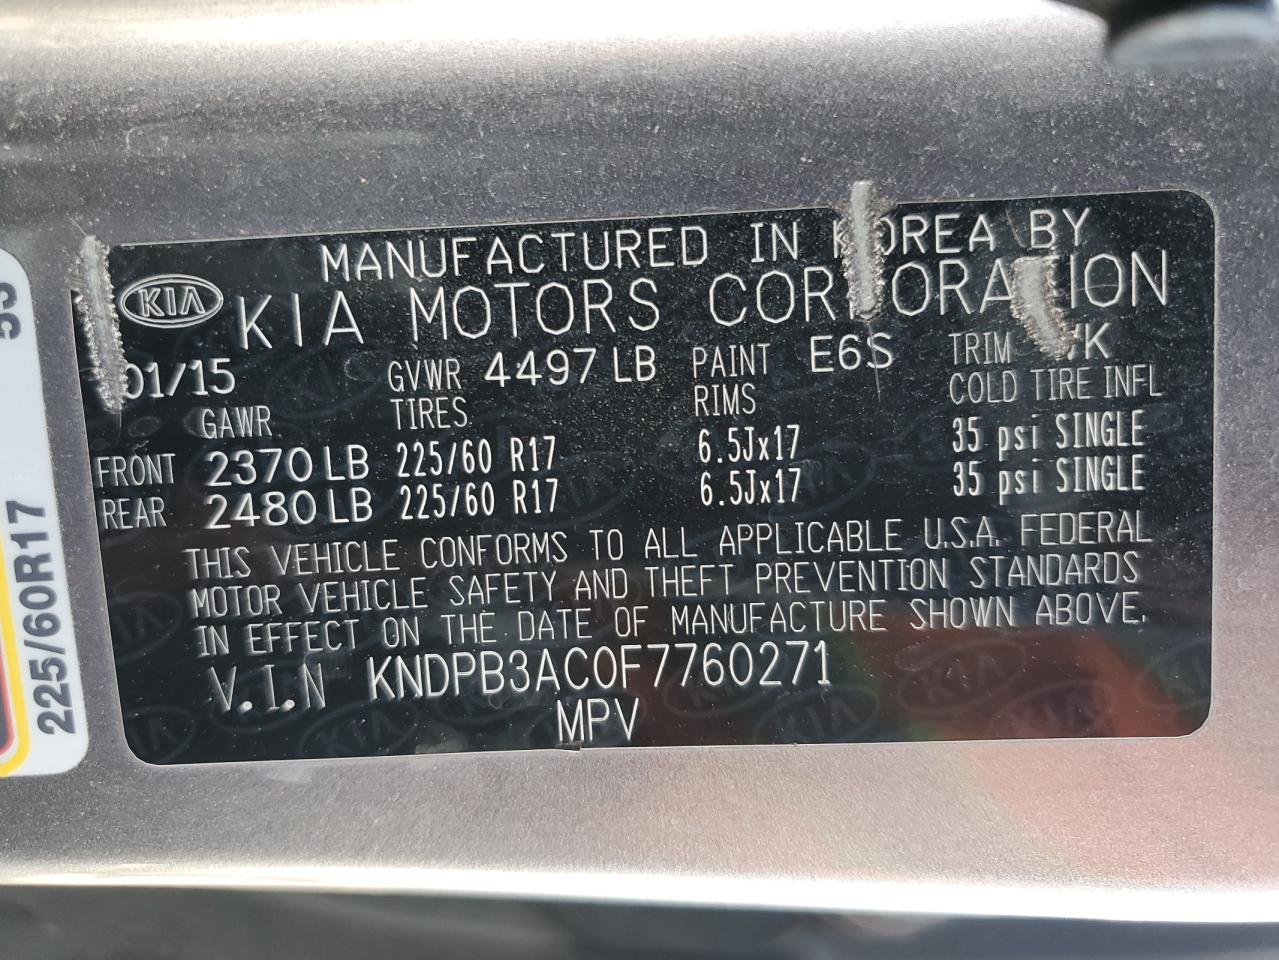 MANUFACTURED IN KOREA BY
KIA KIA MOTORS CORPORATION
01/15 GVWR 4497 LB PAINT E6S TRIM
GAWR TIRES RIMS COLD TIRE INFL
FRONT 2370 LB 225/60 R17 6.5Jx17 35 psi SINGLE
REAR 2480 LB 225/60 R17 6.5Jx17 35 psi SINGLE
THIS VEHICLE CONFORMS TO ALL APPLICABLE U.S.A. FEDERAL
MOTOR VEHICLE SAFETY AND THEFT PREVENTION STANDARDS
IN EFFECT ON THE DATE OF MANUFACTURE SHOWN ABOVE.
V.I.N KNDPB3AC0F7760271
MPV
225/60R17